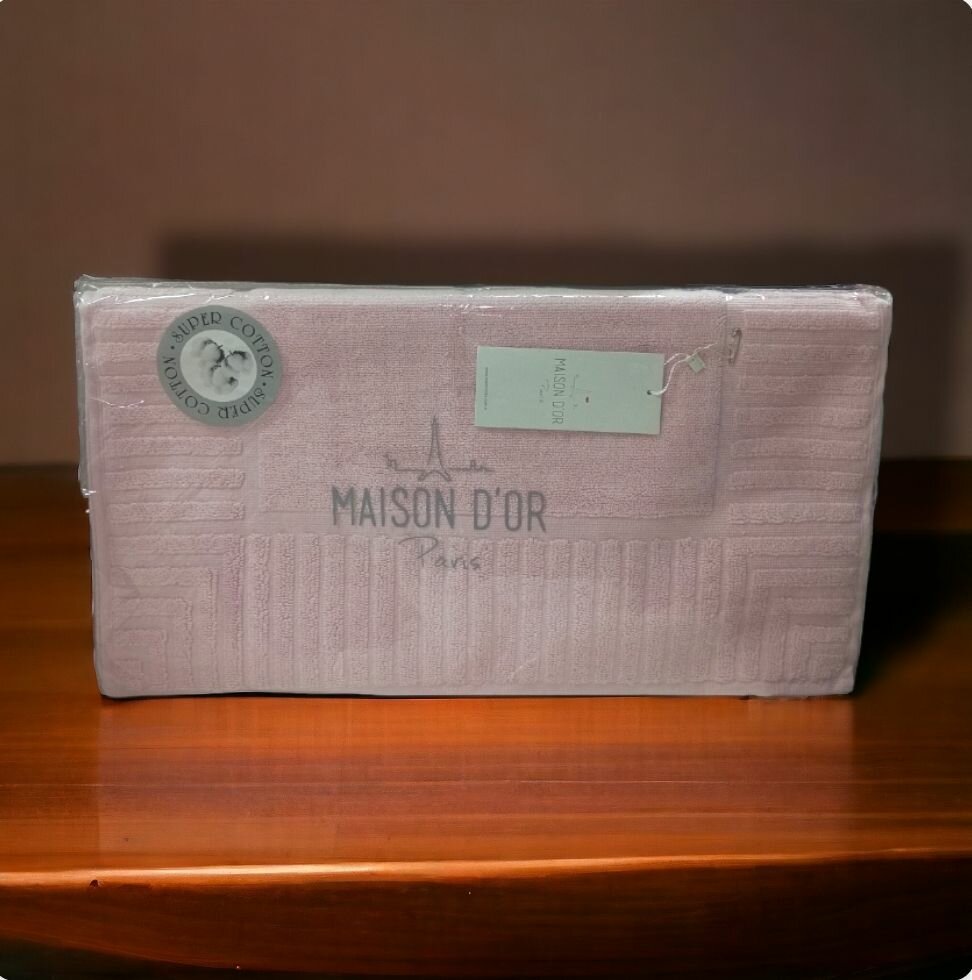 SUPER COTTON • SUPER COTTON •
MAISON D'OR
Paris
MAISON D'OR
Paris